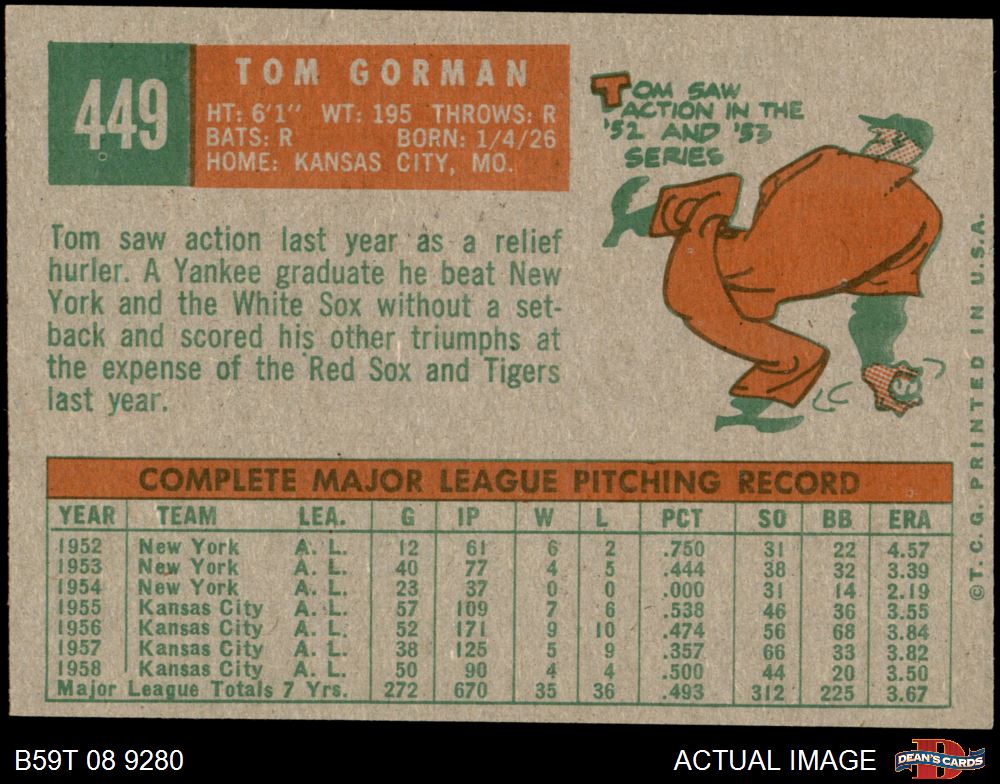 449
TOM GORMAN
HT: 6'1" WT: 195 THROWS: R
BATS: R BORN: 1/4/26
HOME: KANSAS CITY, MO.
TOM SAW
ACTION IN THE
'52 AND '53
SERIES
Tom saw action last year as a relief
hurler. A Yankee graduate he beat New
York and the White Sox without a set-
back and scored his other triumphs at
the expense of the Red Sox and Tigers
last year.
COMPLETE MAJOR LEAGUE PITCHING RECORD
YEAR TEAM LEA. G IP W L PCT SO BB ERA
1952 New York A. L. 12 61 6 2 .750 31 22 4.57
1953 New York A. L. 40 77 4 5 .444 38 32 3.39
1954 New York A. L. 23 37 0 0 .000 31 14 2.19
1955 Kansas City A. L. 57 109 7 6 .538 46 36 3.55
1956 Kansas City A. L. 52 171 9 10 .474 56 68 3.84
1957 Kansas City A. L. 38 125 5 9 .357 66 33 3.82
1958 Kansas City A. L. 50 90 4 4 .500 44 20 3.50
Major League Totals 7 Yrs. 272 670 35 36 .493 312 225 3.67
©T. C. G. PRINTED IN U.S.A.
B59T 08 9280
ACTUAL IMAGE
D
DEAN'S CARDS